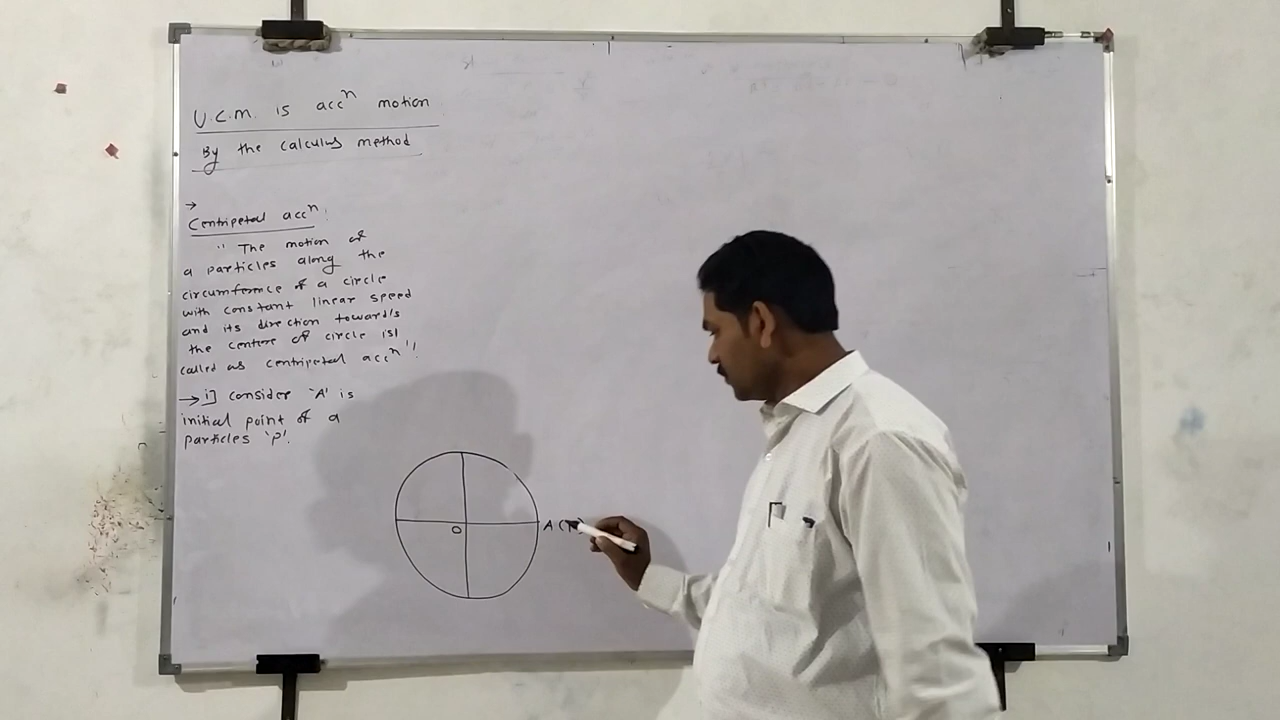 U.C.M. is accⁿ motion
By the calculus method
→
Centripetal accⁿ:
" The motion of
a particles along the
circumference of a circle
with constant linear speed
and its direction towards
the centre of circle is
called as centripetal accⁿ"
→ i] consider 'A' is
initial point of a
particles 'P'.
O
A (